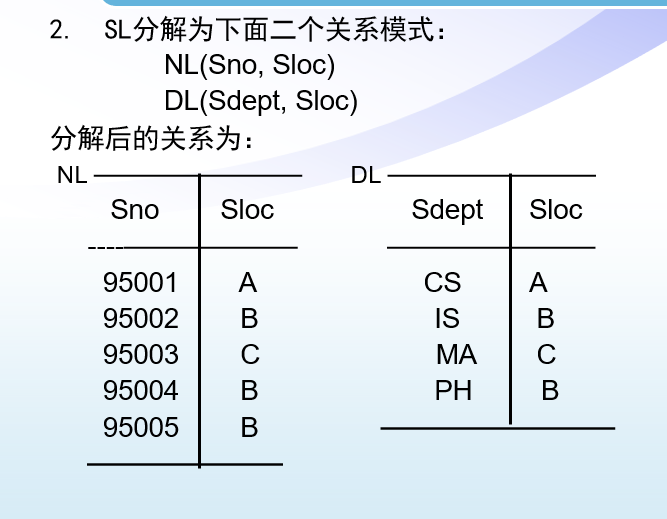 2. SL分解为下面二个关系模式：
NL(Sno, Sloc)
DL(Sdept, Sloc)
分解后的关系为：
NL DL
Sno Sloc Sdept Sloc
95001 A CS A
95002 B IS B
95003 C MA C
95004 B PH B
95005 B